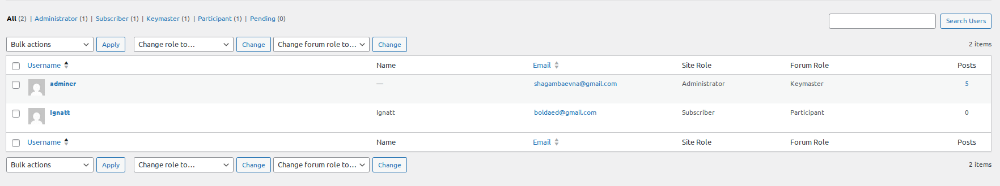 All (2) | Administrator (1) | Subscriber (1) | Keymaster (1) | Participant (1) | Pending (0)
Search Users
Bulk actions Apply Change role to... Change Change forum role to... Change 2 items
Username Name Email Site Role Forum Role Posts
adminer — shagambaevna@gmail.com Administrator Keymaster 5
Ignatt Ignatt boldaed@gmail.com Subscriber Participant 0
Username Name Email Site Role Forum Role Posts
Bulk actions Apply Change role to... Change Change forum role to... Change 2 items